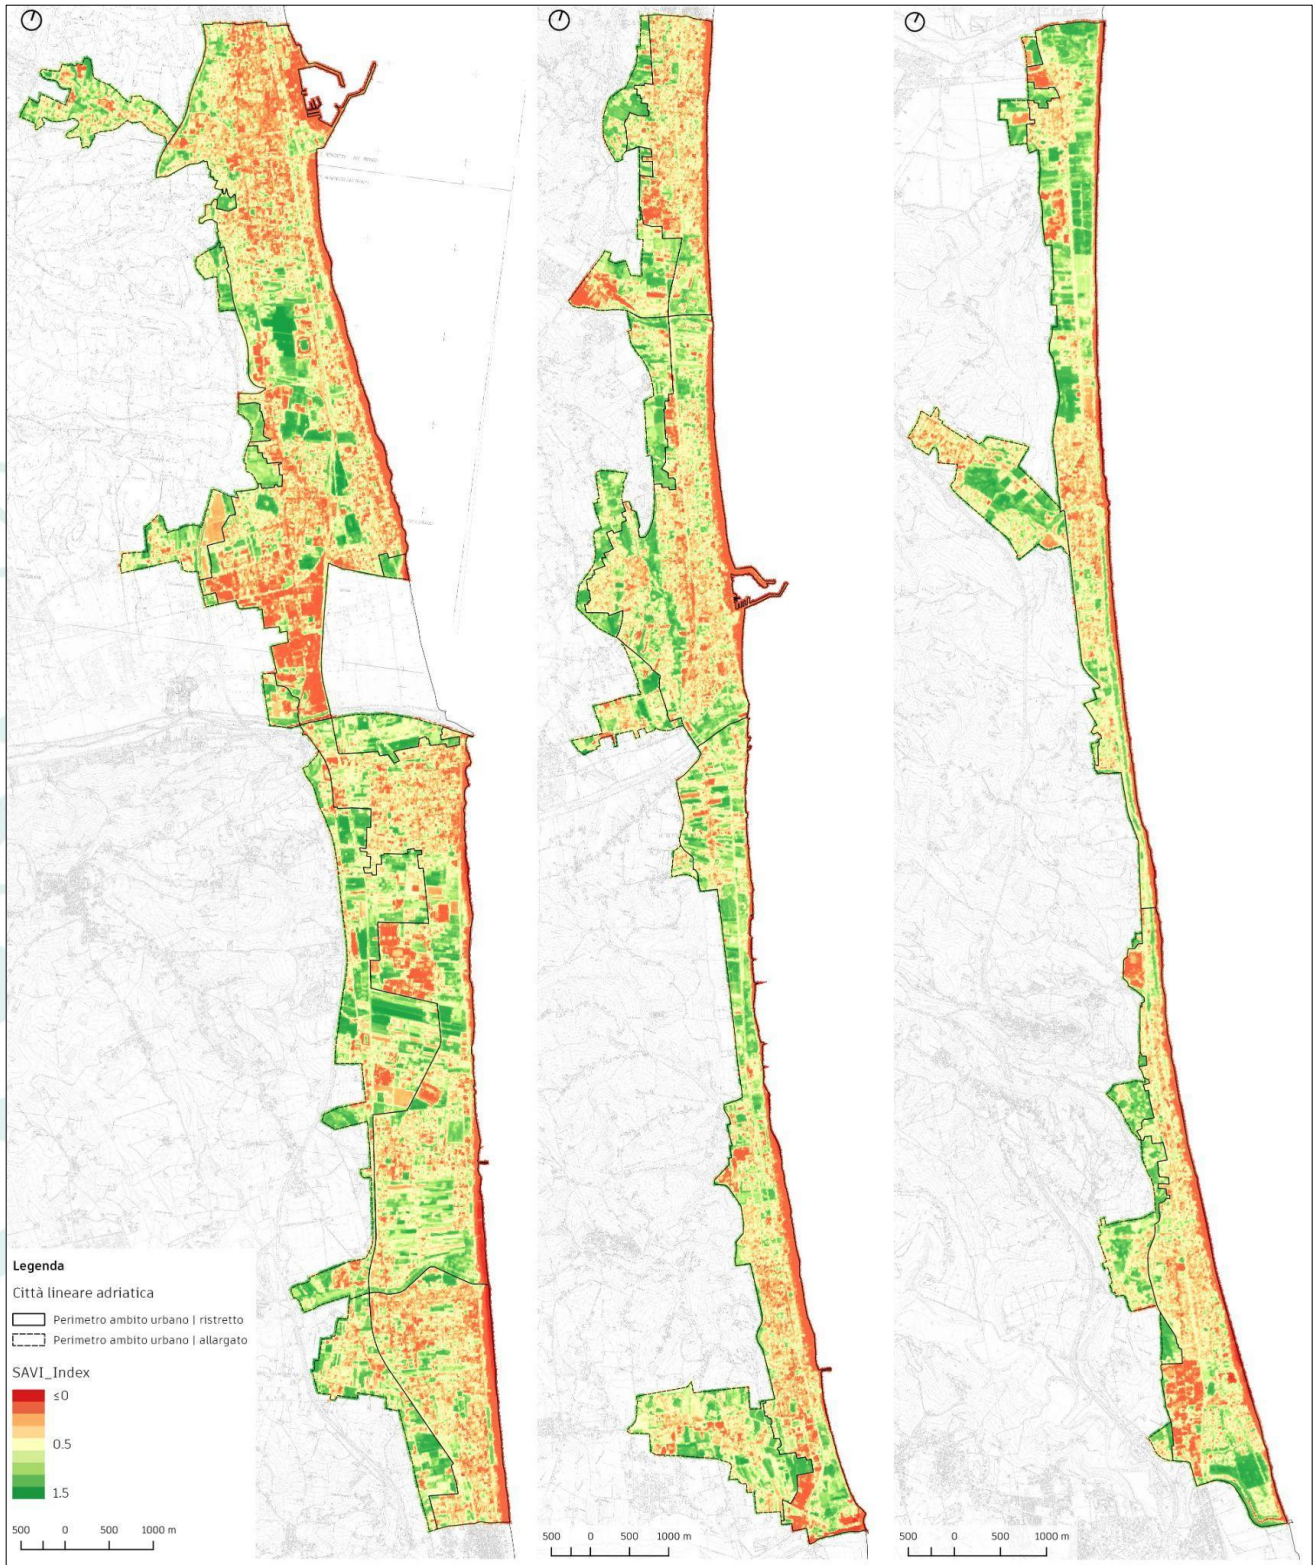 Legenda
Città lineare adriatica
Perimetro ambito urbano | ristretto
Perimetro ambito urbano | allargato
SAVI_Index
≤0
0.5
1.5
500 0 500 1000 m
500 0 500 1000 m
500 0 500 1000 m